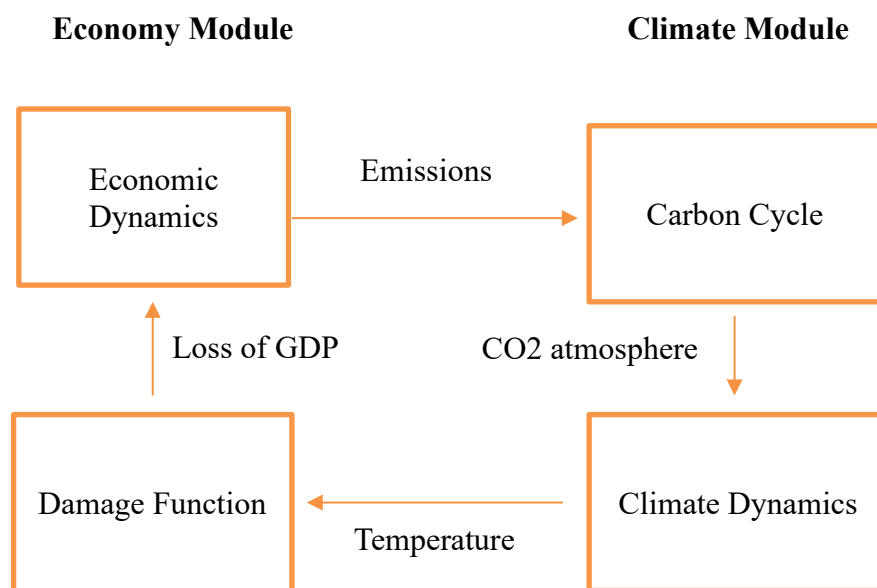 Economy Module
Climate Module
Economic
Dynamics
Emissions
Carbon Cycle
Loss of GDP
CO2 atmosphere
Damage Function
Temperature
Climate Dynamics